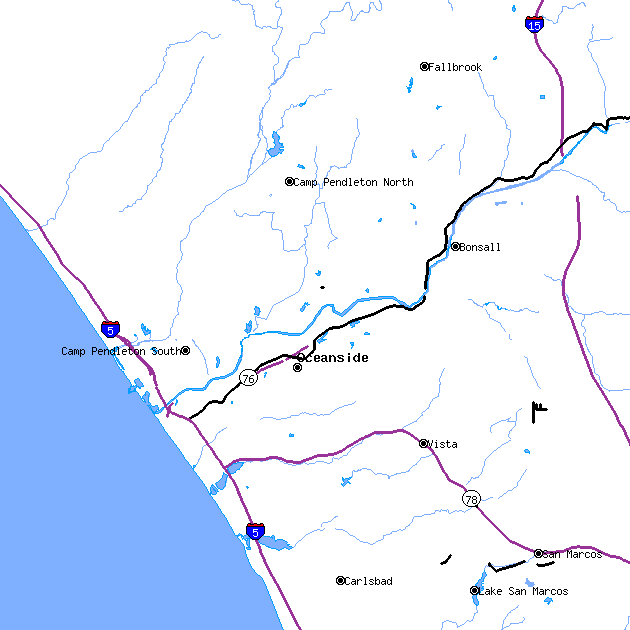 15
Fallbrook
Camp Pendleton North
Bonsall
5
Camp Pendleton South
Oceanside
76
Vista
78
5
San Marcos
Carlsbad
Lake San Marcos